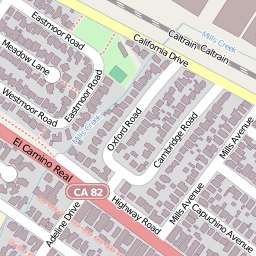 Eastmoor Road
Meadow Lane
Westmoor Road
Eastmoor Road
California Drive
Caltrain Caltrain
Mills Creek
Mills Creek
Oxford Road
Cambridge Road
Mills Avenue
Mills Avenue
El Camino Real
CA 82
Highway Road
Adeline Drive
Capuchino Avenue